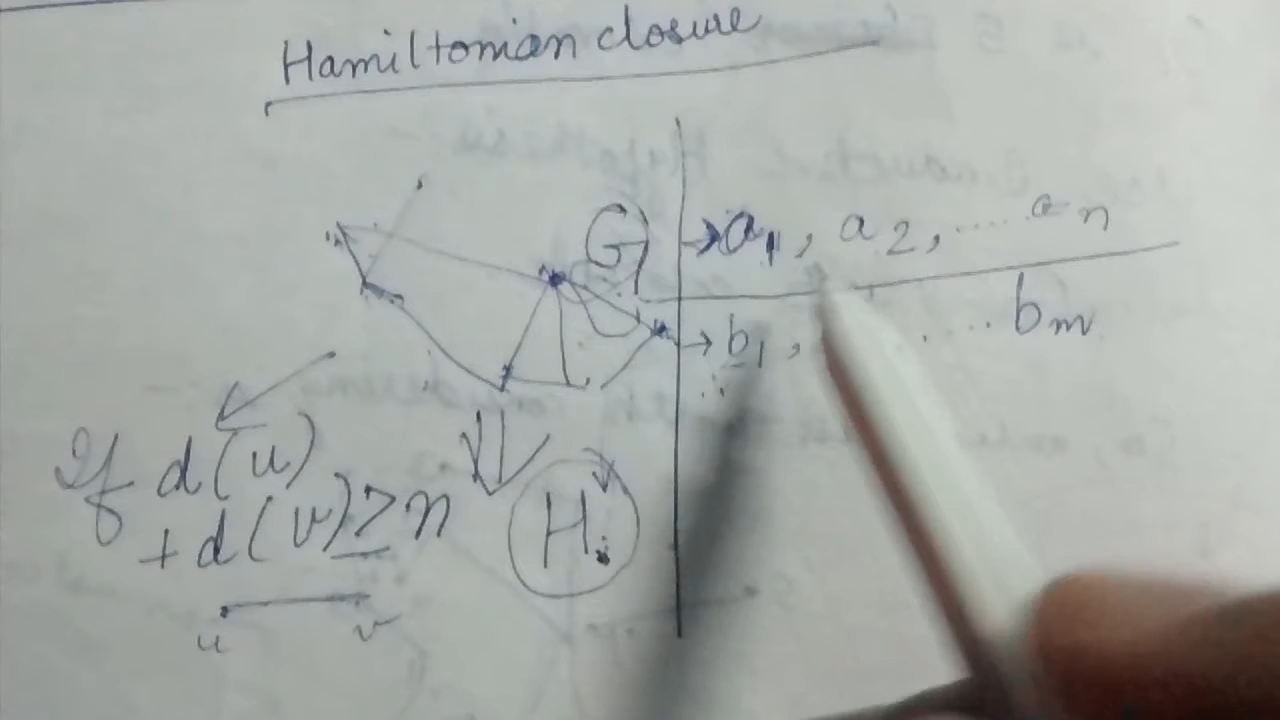 Hamiltonian closure
G → a1, a2, ..... an
→ b1, ..... bm
∴
If d(u)
+ d(v) ≥ n
H
u v